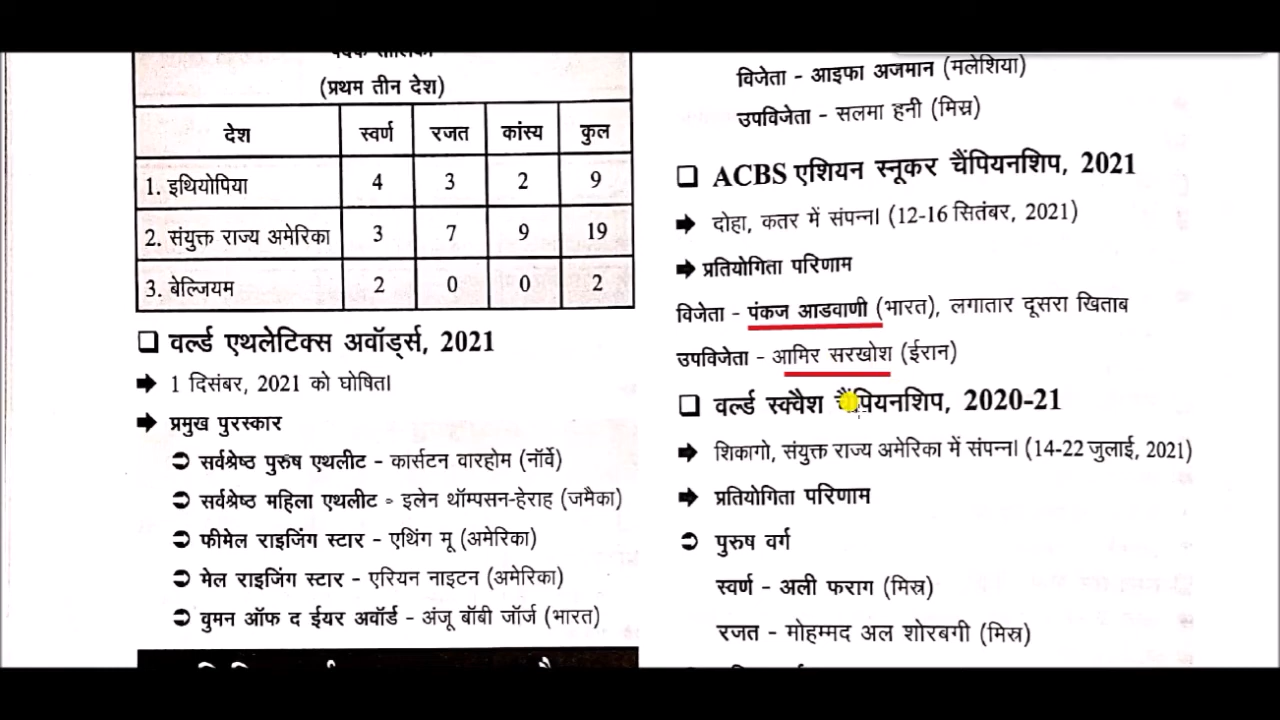 पदक तालिका
(प्रथम तीन देश)
देश स्वर्ण रजत कांस्य कुल
1. इथियोपिया 4 3 2 9
2. संयुक्त राज्य अमेरिका 3 7 9 19
3. बेल्जियम 2 0 0 2
❑ वर्ल्ड एथलेटिक्स अवॉर्ड्स, 2021
➡ 1 दिसंबर, 2021 को घोषित।
➡ प्रमुख पुरस्कार
➲ सर्वश्रेष्ठ पुरुष एथलीट - कार्सटन वारहोम (नॉर्वे)
➲ सर्वश्रेष्ठ महिला एथलीट - इलेन थॉम्पसन-हेराह (जमैका)
➲ फीमेल राइजिंग स्टार - एथिंग मू (अमेरिका)
➲ मेल राइजिंग स्टार - एरियन नाइटन (अमेरिका)
➲ वुमन ऑफ द ईयर अवॉर्ड - अंजू बॉबी जॉर्ज (भारत)
विजेता - आइफा अजमान (मलेशिया)
उपविजेता - सलमा हनी (मिस्र)
❑ ACBS एशियन स्नूकर चैंपियनशिप, 2021
➡ दोहा, कतर में संपन्न। (12-16 सितंबर, 2021)
➡ प्रतियोगिता परिणाम
विजेता - पंकज आडवाणी (भारत), लगातार दूसरा खिताब
उपविजेता - आमिर सरखोश (ईरान)
❑ वर्ल्ड स्क्वैश चैंपियनशिप, 2020-21
➡ शिकागो, संयुक्त राज्य अमेरिका में संपन्न। (14-22 जुलाई, 2021)
➡ प्रतियोगिता परिणाम
➲ पुरुष वर्ग
स्वर्ण - अली फराग (मिस्र)
रजत - मोहम्मद अल शोरबगी (मिस्र)